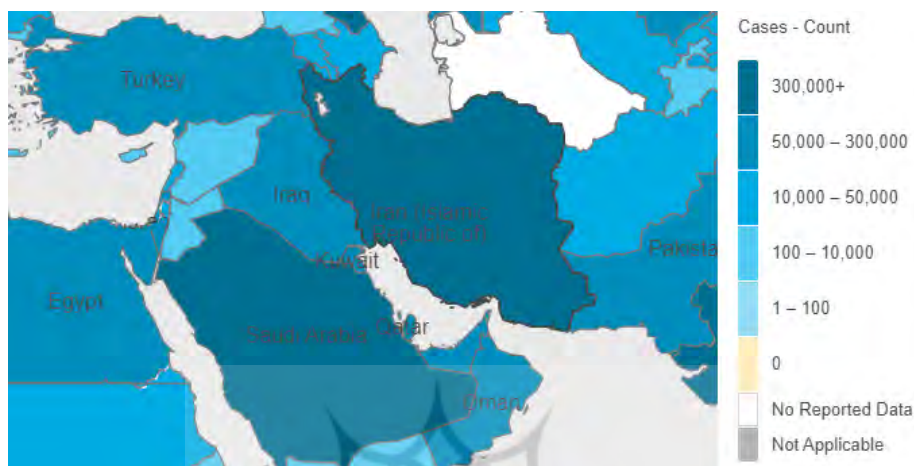 Turkey
Iraq
Iran (Islamic
Republic of)
Kuwait
Pakista
Egypt
Saudi Arabia
Qatar
Oman
Cases - Count
300,000+
50,000 – 300,000
10,000 – 50,000
100 – 10,000
1 – 100
0
No Reported Data
Not Applicable